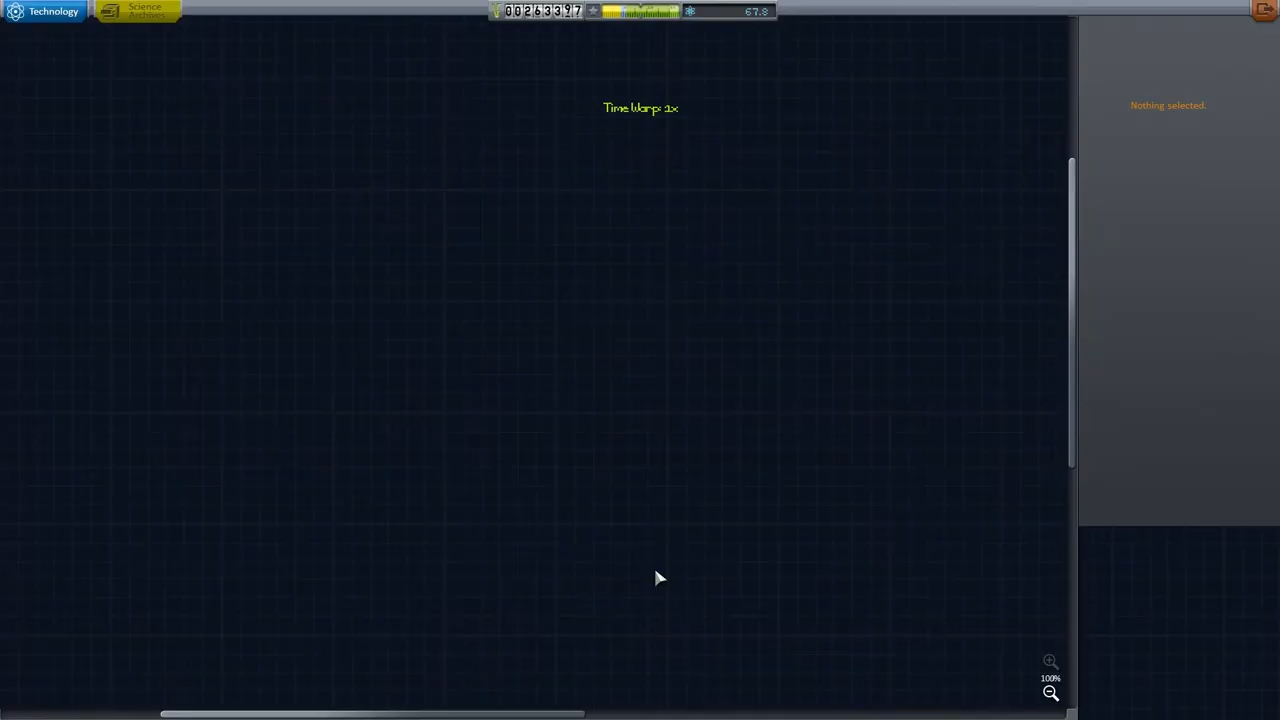 Technology
Science
Archives
00263397
67.8
Time Warp: 1x
Nothing selected.
100%